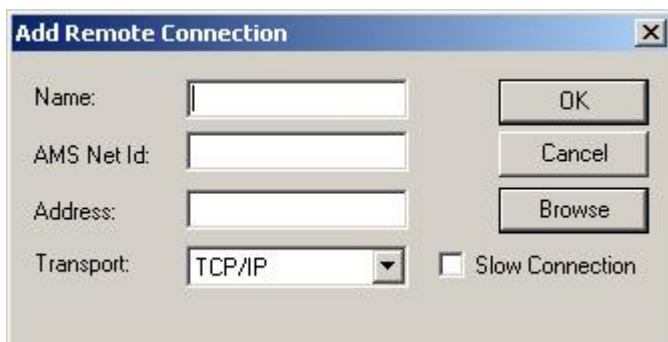 Add Remote Connection
Name:
OK
AMS Net Id:
Cancel
Address:
Browse
Transport:
TCP/IP
Slow Connection